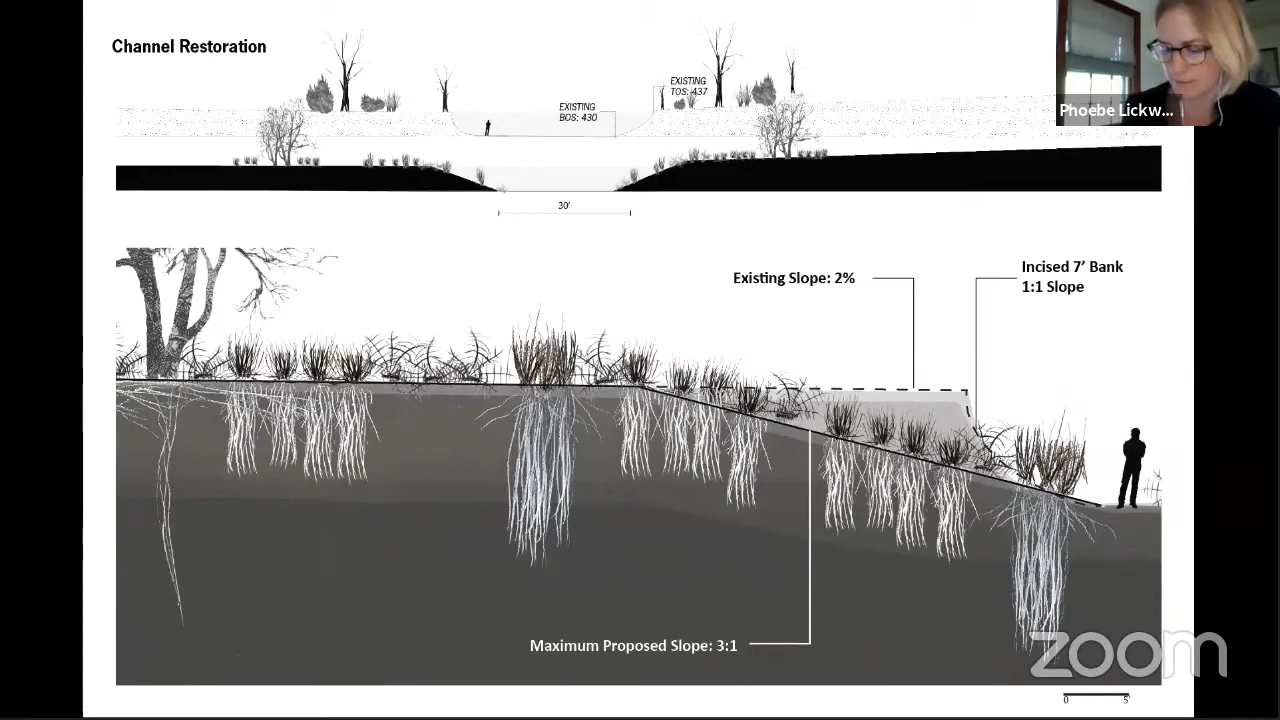 Channel Restoration
EXISTING
TOS: 437
EXISTING
BOS: 430
Phoebe Lickw...
30'
Existing Slope: 2%
Incised 7’ Bank
1:1 Slope
Maximum Proposed Slope: 3:1
zoom
0 5'